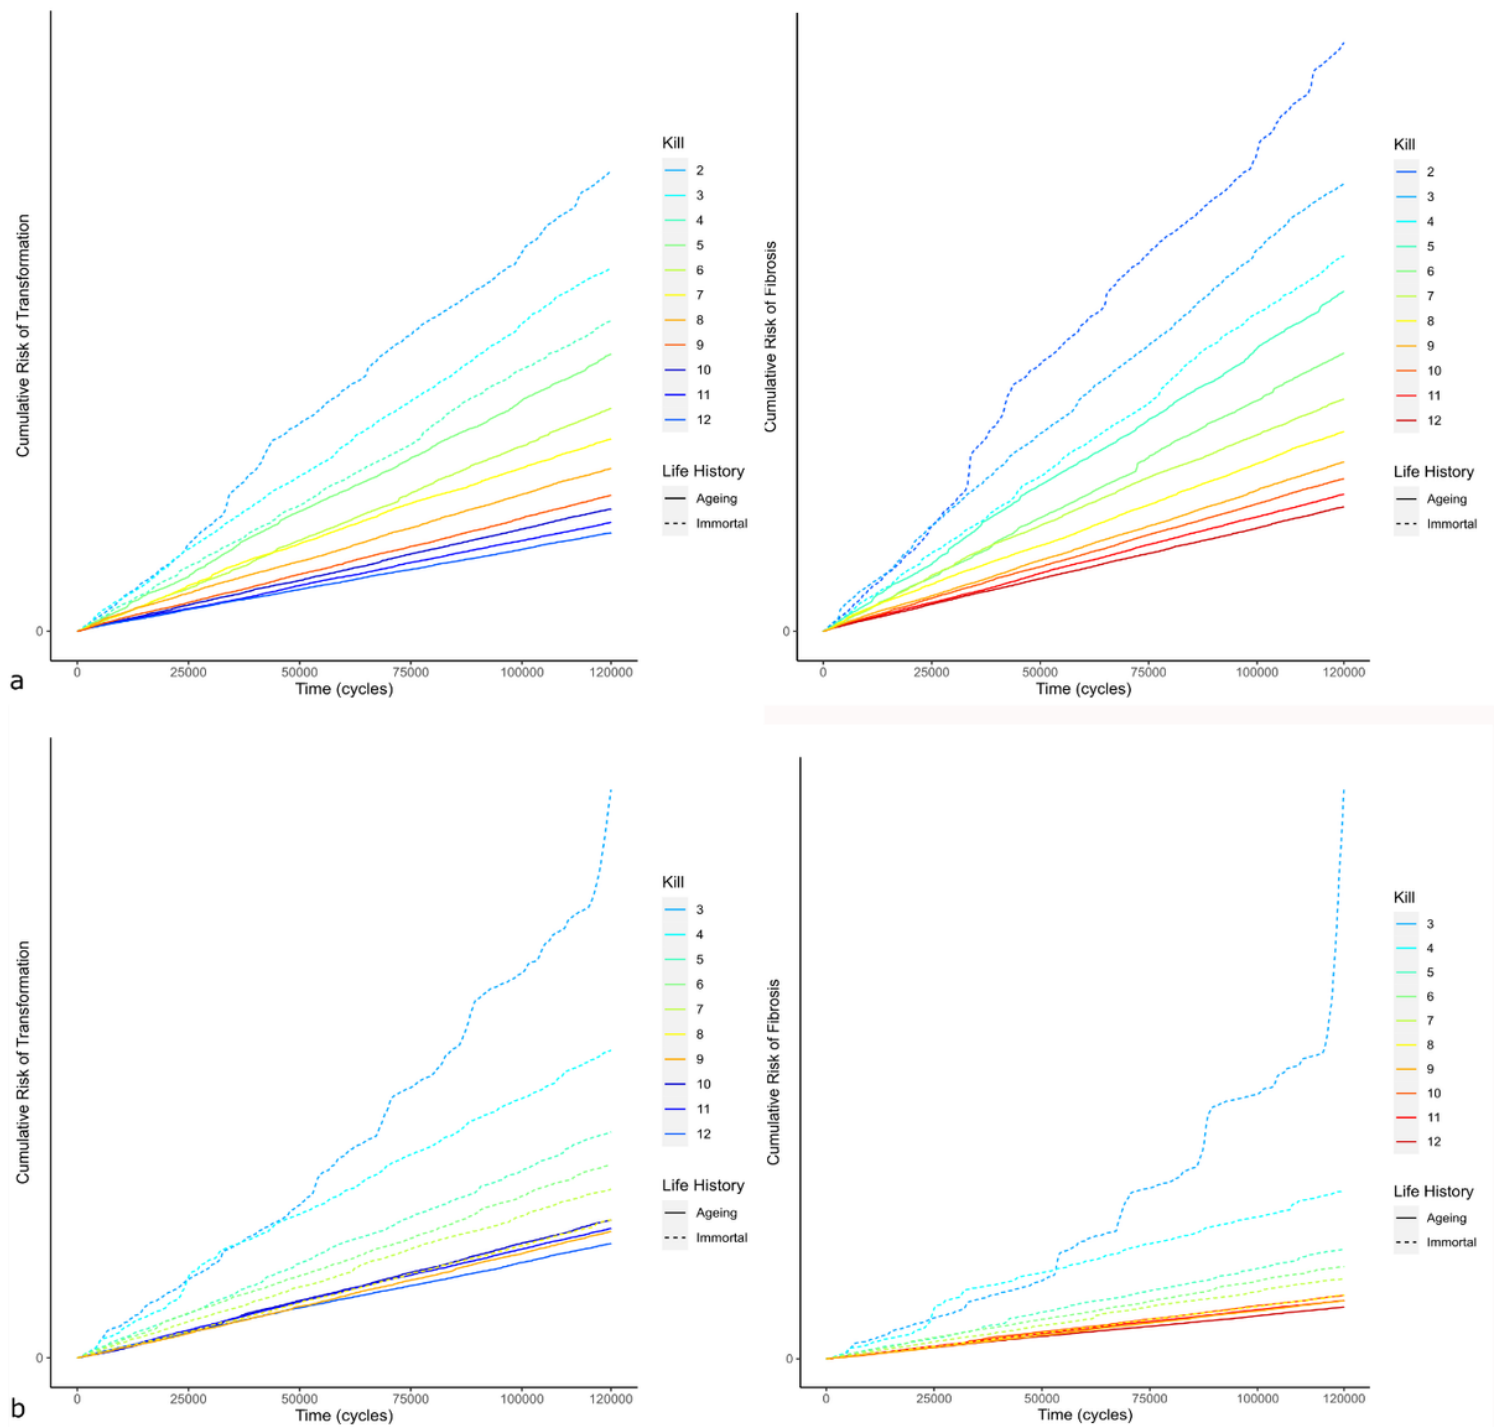 Cumulative Risk of Transformation
0
0
25000
50000
75000
100000
120000
Time (cycles)
Kill
2
3
4
5
6
7
8
9
10
11
12
Life History
Ageing
Immortal
Cumulative Risk of Fibrosis
0
0
25000
50000
75000
100000
120000
Time (cycles)
Kill
2
3
4
5
6
7
8
9
10
11
12
Life History
Ageing
Immortal
a
Cumulative Risk of Transformation
0
0
25000
50000
75000
100000
120000
Time (cycles)
Kill
3
4
5
6
7
8
9
10
11
12
Life History
Ageing
Immortal
Cumulative Risk of Fibrosis
0
0
25000
50000
75000
100000
120000
Time (cycles)
Kill
3
4
5
6
7
8
9
10
11
12
Life History
Ageing
Immortal
b